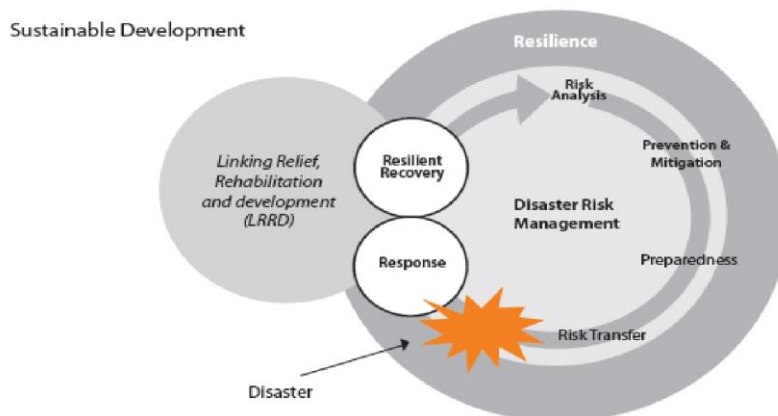 Sustainable Development
Resilience
Risk
Analysis
Prevention &
Mitigation
Linking Relief,
Rehabilitation
and development
(LRRD)
Resilient
Recovery
Disaster Risk
Management
Response
Preparedness
Risk Transfer
Disaster